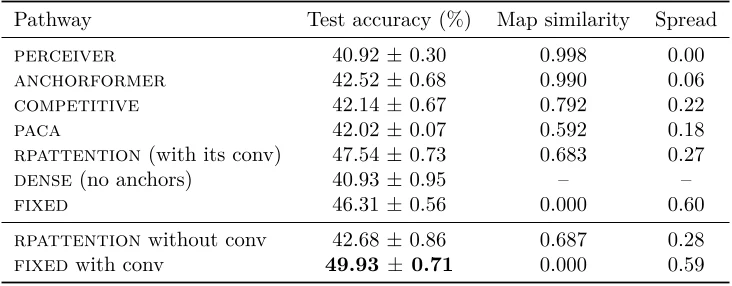 Pathway Test accuracy (%) Map similarity Spread
PERCEIVER 40.92 ± 0.30 0.998 0.00
ANCHORFORMER 42.52 ± 0.68 0.990 0.06
COMPETITIVE 42.14 ± 0.67 0.792 0.22
PACA 42.02 ± 0.07 0.592 0.18
RPATTENTION (with its conv) 47.54 ± 0.73 0.683 0.27
DENSE (no anchors) 40.93 ± 0.95 – –
FIXED 46.31 ± 0.56 0.000 0.60
RPATTENTION without conv 42.68 ± 0.86 0.687 0.28
FIXED with conv 49.93 ± 0.71 0.000 0.59